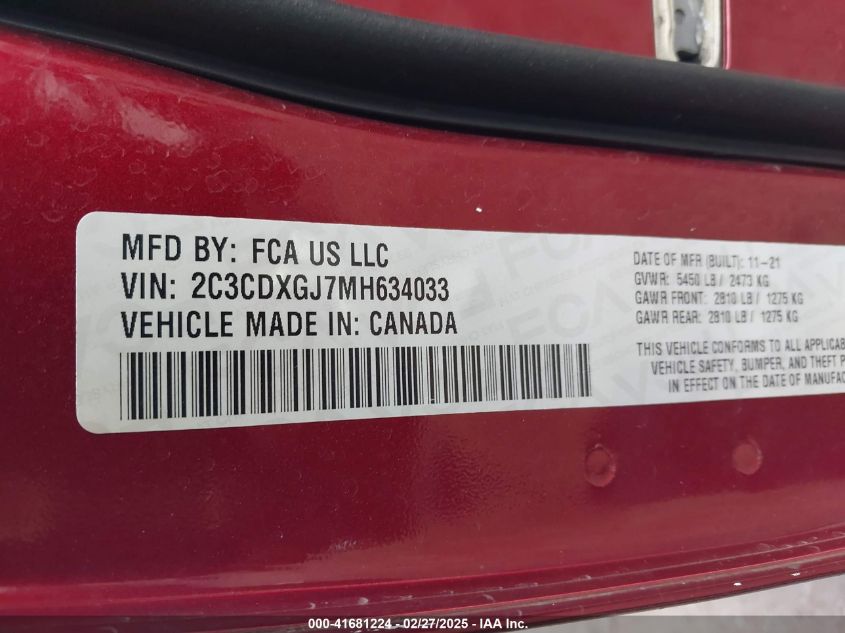 MFD BY: FCA US LLC
VIN: 2C3CDXGJ7MH634033
VEHICLE MADE IN: CANADA
DATE OF MFR (BUILT): 11-21
GVWR: 5450 LB / 2473 KG
GAWR FRONT: 2810 LB / 1275 KG
GAWR REAR: 2810 LB / 1275 KG
THIS VEHICLE CONFORMS TO ALL APPLICAB
VEHICLE SAFETY, BUMPER, AND THEFT P
IN EFFECT ON THE DATE OF MANUFAC
000-41681224 - 02/27/2025 - IAA Inc.